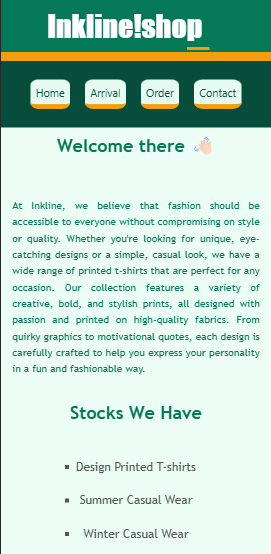 Inkline!shop
Home Arrival Order Contact
Welcome there 👋🏻
At Inkline, we believe that fashion should be
accessible to everyone without compromising on style
or quality. Whether you're looking for unique, eye-
catching designs or a simple, casual look, we have a
wide range of printed t-shirts that are perfect for any
occasion. Our collection features a variety of
creative, bold, and stylish prints, all designed with
passion and printed on high-quality fabrics. From
quirky graphics to motivational quotes, each design is
carefully crafted to help you express your personality
in a fun and fashionable way.
Stocks We Have
Design Printed T-shirts
Summer Casual Wear
Winter Casual Wear